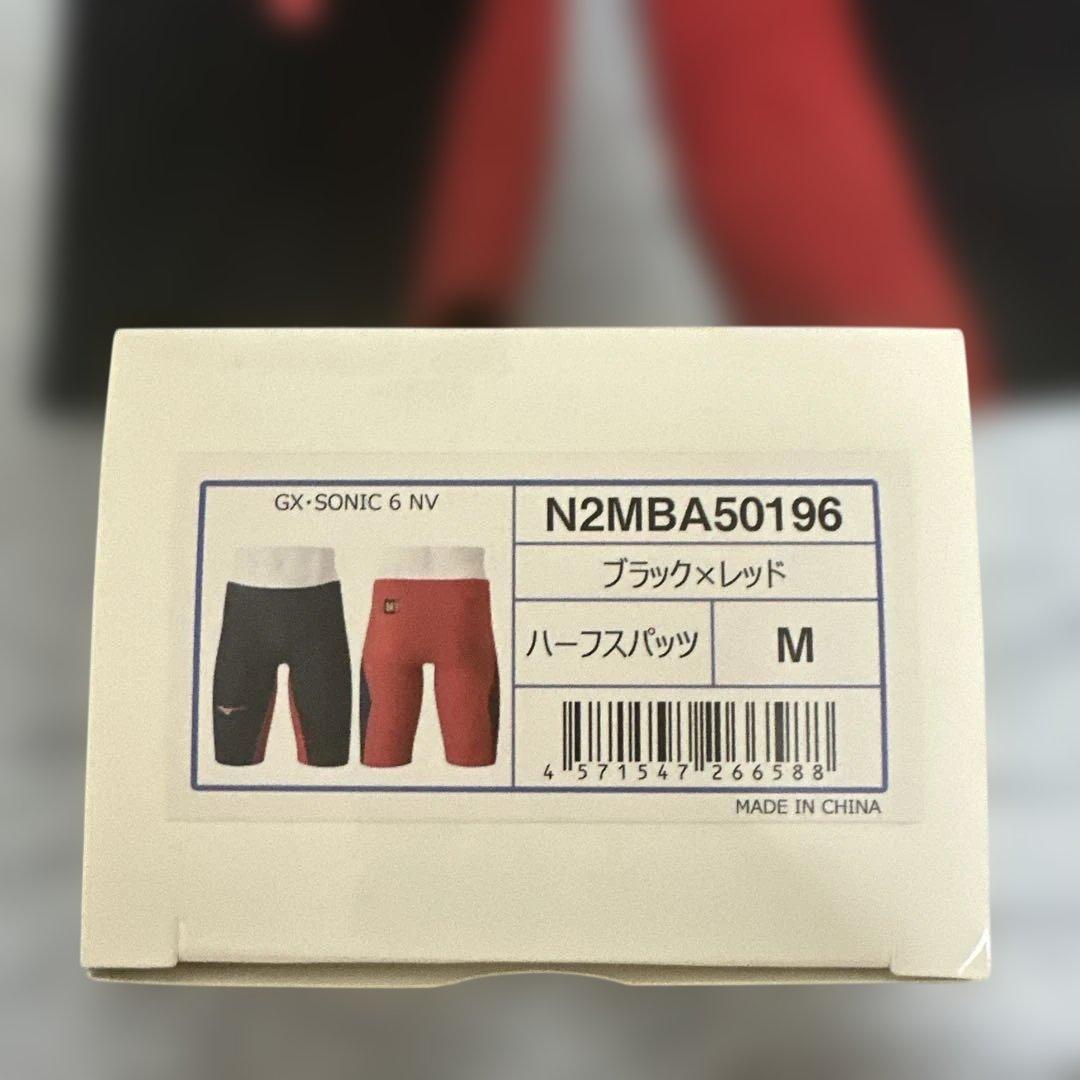 GX・SONIC 6 NV
N2MBA50196
ブラック×レッド
ハーフスパッツ
M
4 571547 266588
MADE IN CHINA